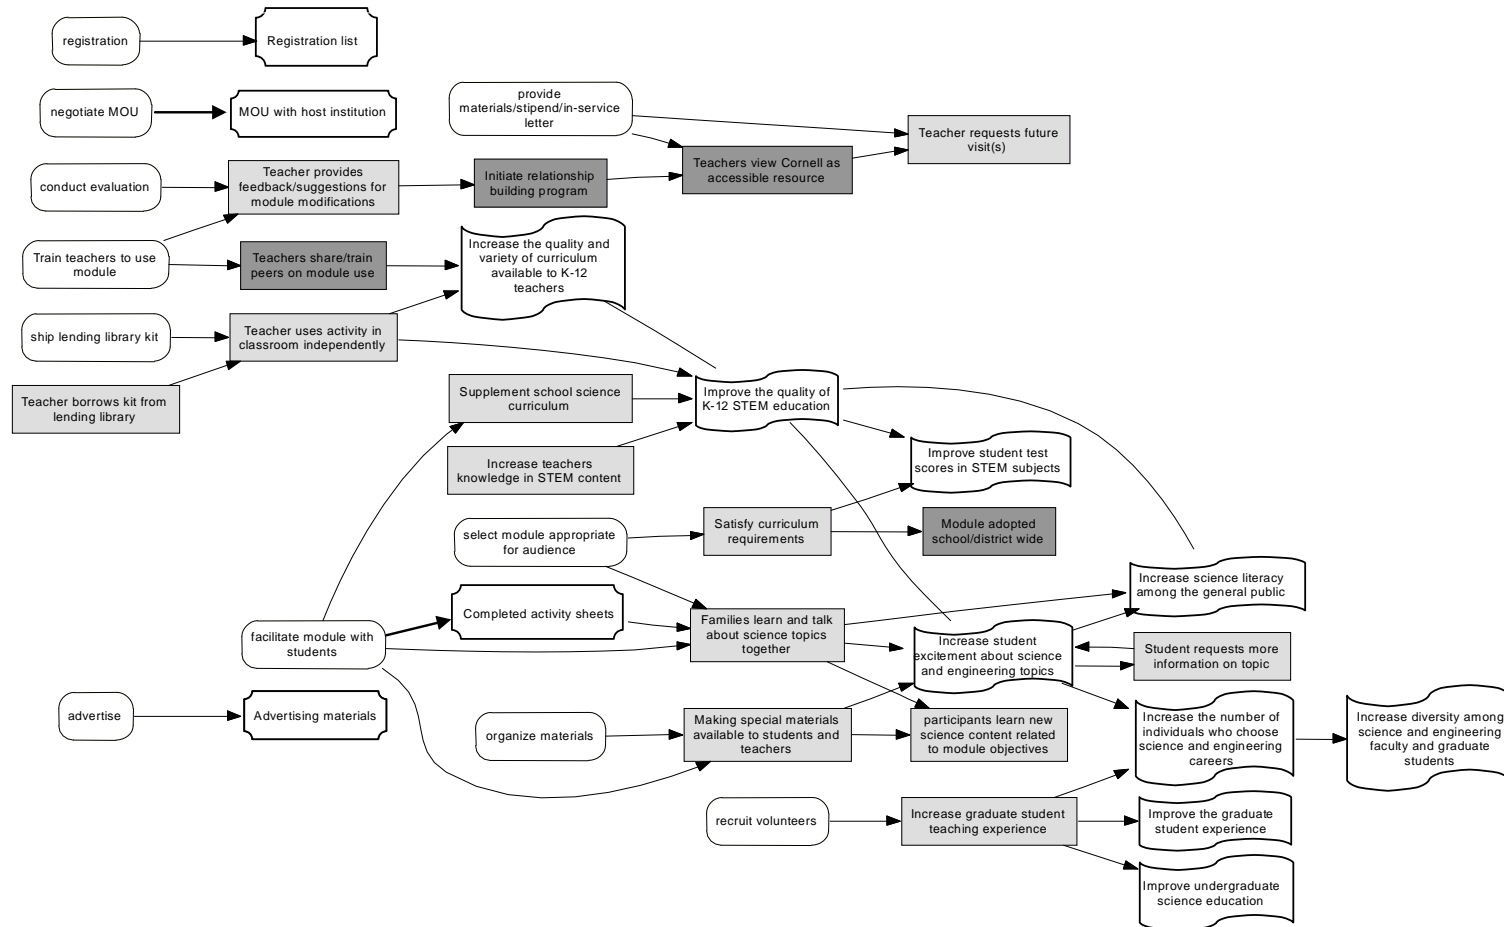 registration
Registration list
negotiate MOU
MOU with host institution
provide
materials/stipend/in-service
letter
Teacher requests future
visit(s)
conduct evaluation
Teacher provides
feedback/suggestions for
module modifications
Initiate relationship
building program
Teachers view Cornell as
accessible resource
Train teachers to use
module
Teachers share/train
peers on module use
Increase the quality and
variety of curriculum
available to K-12
teachers
ship lending library kit
Teacher uses activity in
classroom independently
Teacher borrows kit from
lending library
Supplement school science
curriculum
Improve the quality of
K-12 STEM education
Increase teachers
knowledge in STEM content
Improve student test
scores in STEM subjects
select module appropriate
for audience
Satisfy curriculum
requirements
Module adopted
school/district wide
Increase science literacy
among the general public
Completed activity sheets
facilitate module with
students
Families learn and talk
about science topics
together
Increase student
excitement about science
and engineering topics
Student requests more
information on topic
advertise
Advertising materials
organize materials
Making special materials
available to students and
teachers
participants learn new
science content related
to module objectives
Increase the number of
individuals who choose
science and engineering
careers
Increase diversity among
science and engineering
faculty and graduate
students
recruit volunteers
Increase graduate student
teaching experience
Improve the graduate
student experience
Improve undergraduate
science education